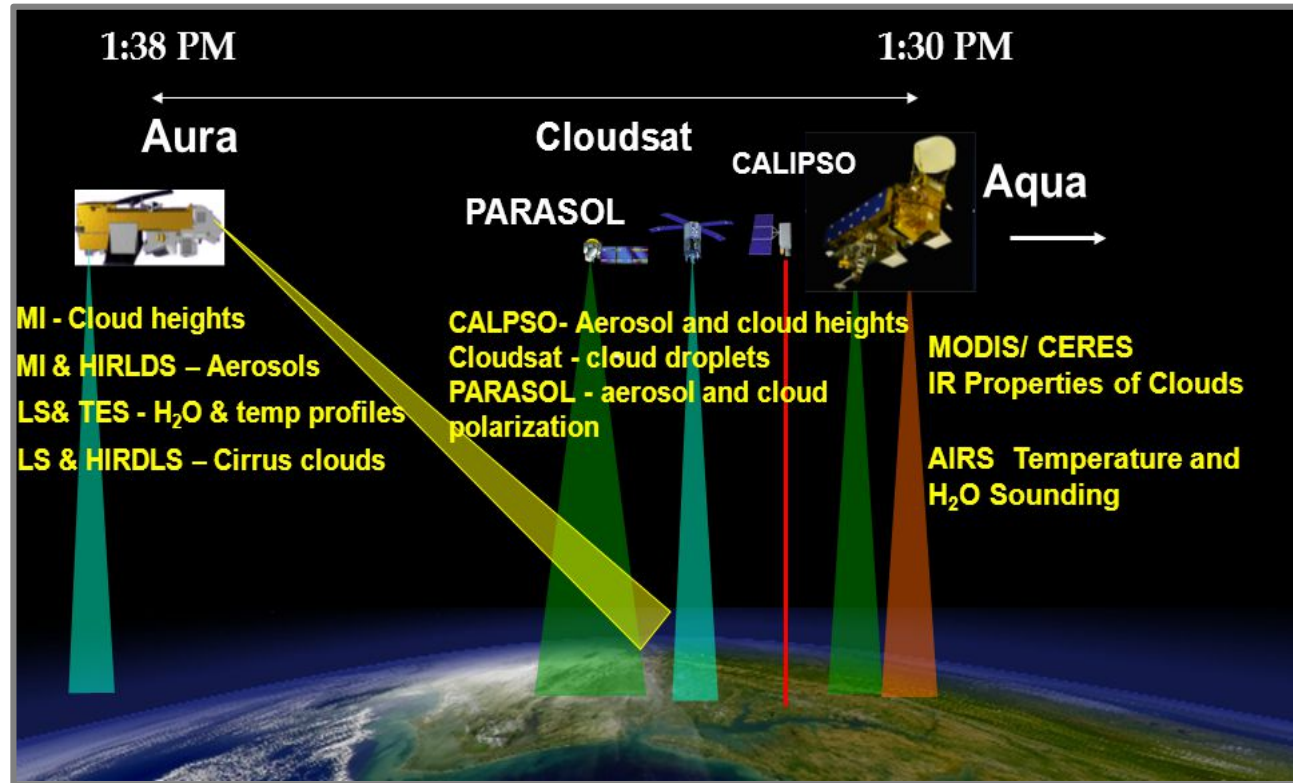 1:38 PM
1:30 PM
Aura
Cloudsat
CALIPSO
Aqua
PARASOL
MI - Cloud heights
MI & HIRLDS – Aerosols
LS& TES - H₂O & temp profiles
LS & HIRDLS – Cirrus clouds
CALPSO- Aerosol and cloud heights
Cloudsat - cloud droplets
PARASOL - aerosol and cloud
polarization
MODIS/ CERES
IR Properties of Clouds
AIRS Temperature and
H₂O Sounding